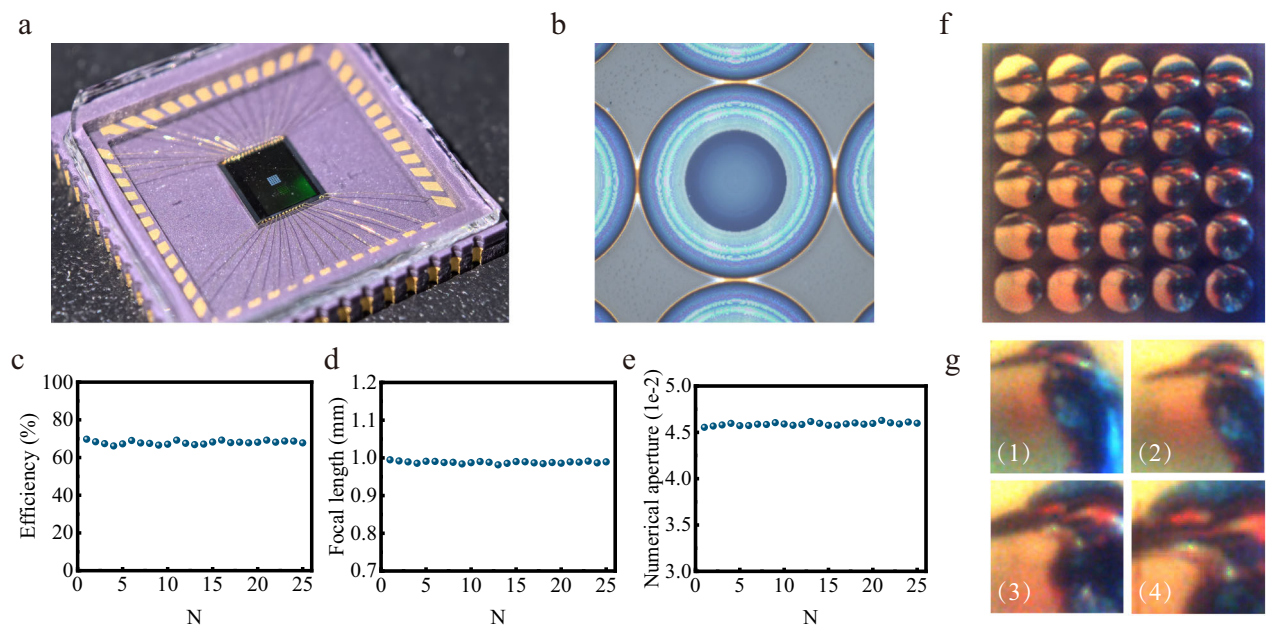 a
b
f
c
d
e
g
100
80
60
40
20
0
Efficiency (%)
0 5 10 15 20 25
N
1.2
1.1
1.0
0.9
0.8
0.7
Focal length (mm)
0 5 10 15 20 25
N
5.0
4.5
4.0
3.5
3.0
Numerical aperture (1e-2)
0 5 10 15 20 25
N
(1)
(2)
(3)
(4)